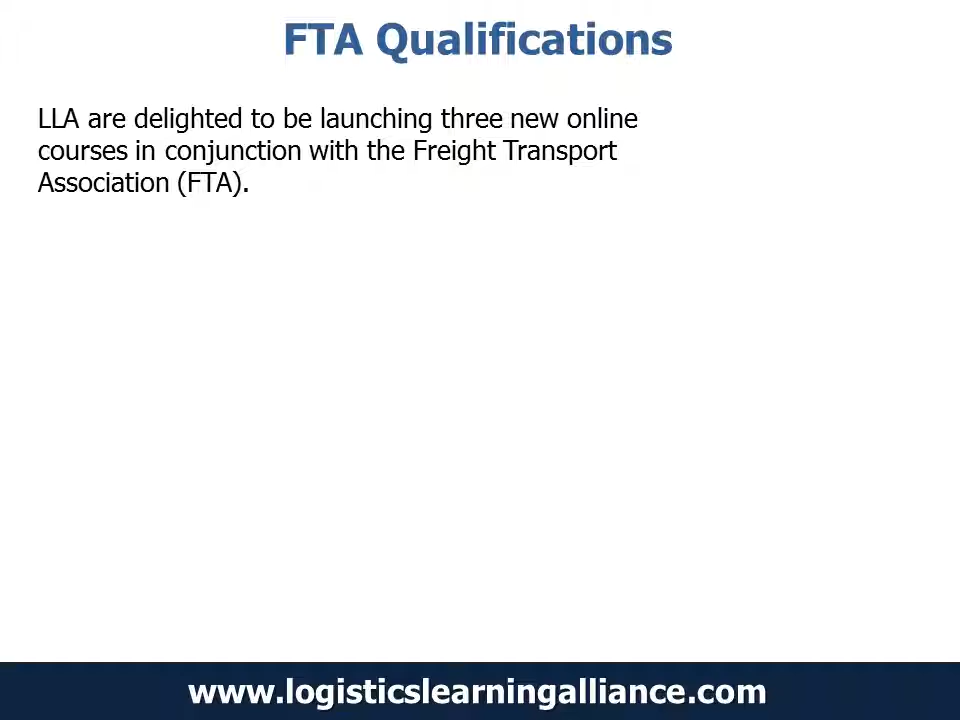 FTA Qualifications
LLA are delighted to be launching three new online
courses in conjunction with the Freight Transport
Association (FTA).
www.logisticslearningalliance.com